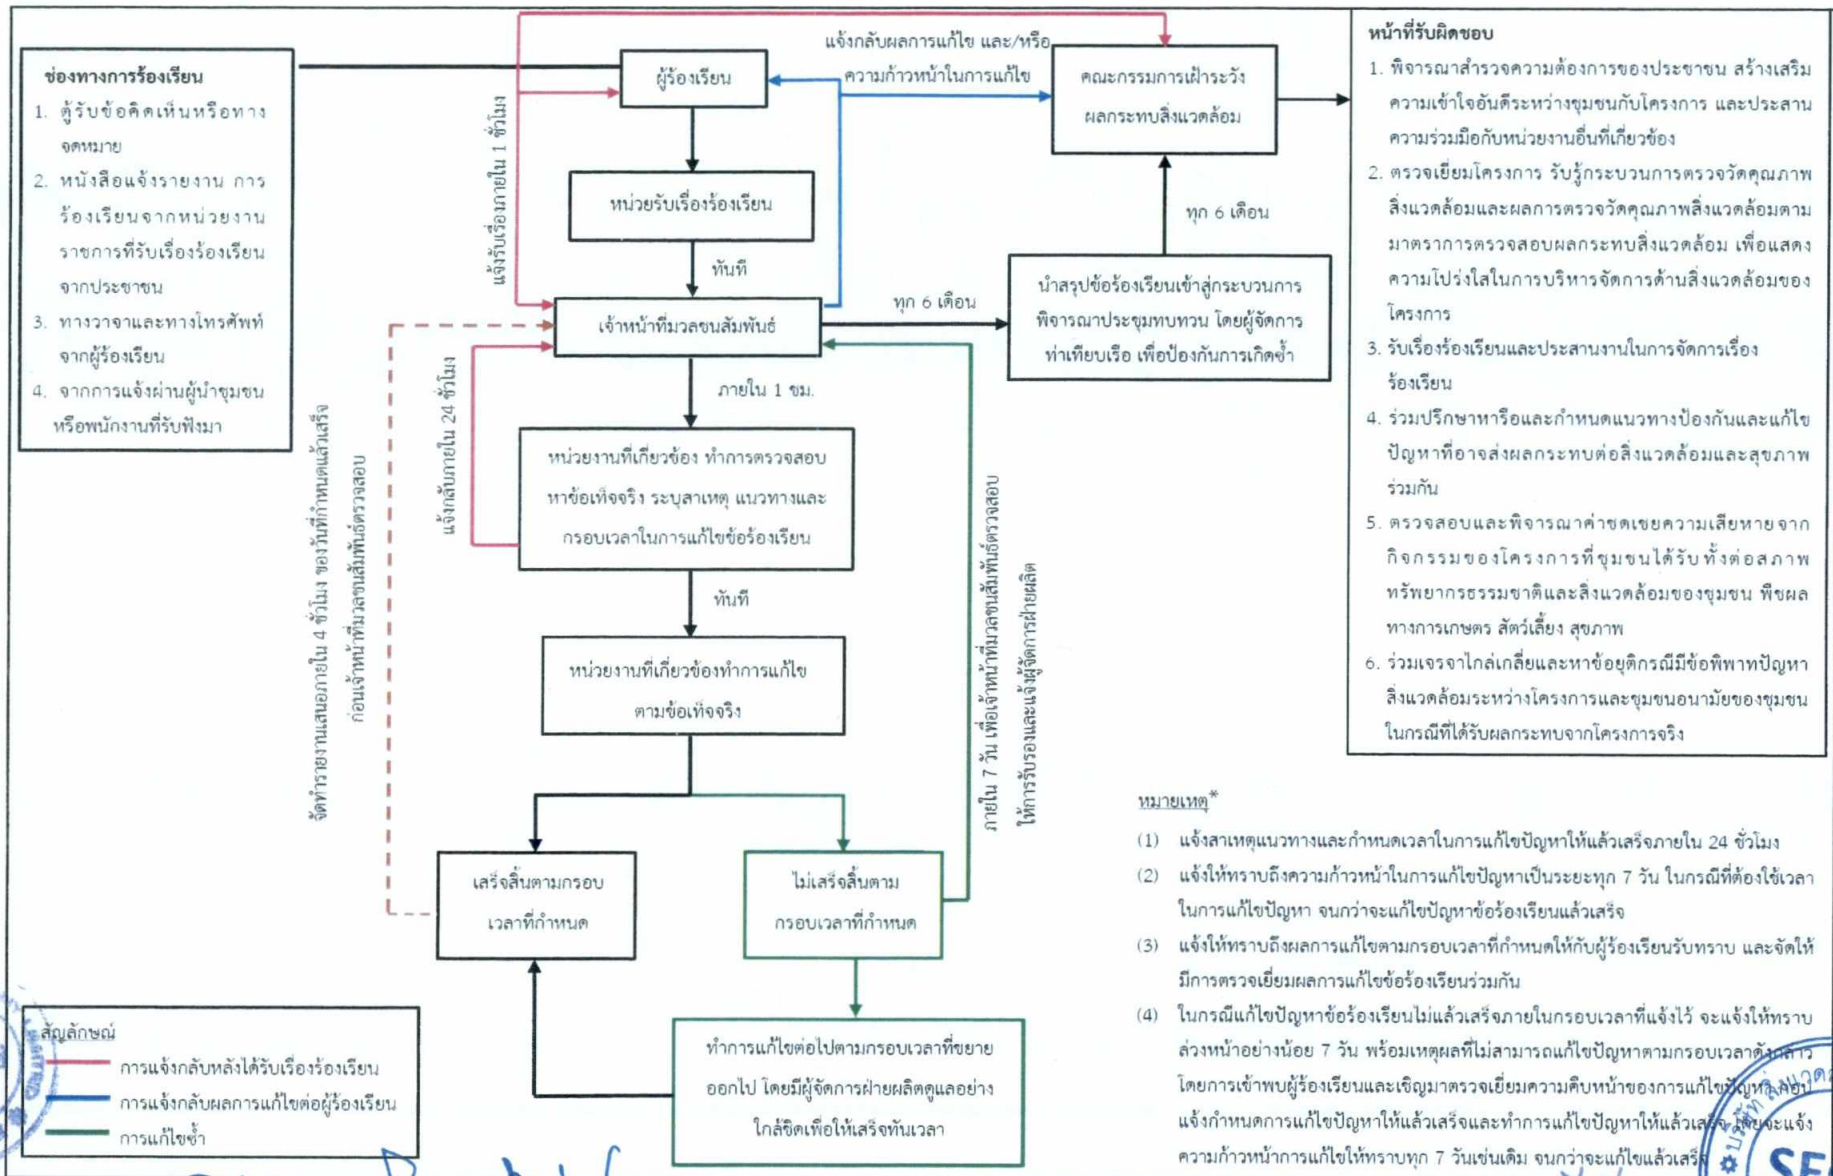 ช่องทางการร้องเรียน
1. ตู้รับข้อคิดเห็นหรือทาง
จดหมาย
2. หนังสือแจ้งรายงาน การ
ร้องเรียนจากหน่วยงาน
ราชการที่รับเรื่องร้องเรียน
จากประชาชน
3. ทางวาจาและทางโทรศัพท์
จากผู้ร้องเรียน
4. จากการแจ้งผ่านผู้นำชุมชน
หรือพนักงานที่รับฟังมา
ผู้ร้องเรียน
แจ้งรับเรื่องภายใน 1 ชั่วโมง
แจ้งกลับผลการแก้ไข และ/หรือ
ความก้าวหน้าในการแก้ไข
คณะกรรมการเฝ้าระวัง
ผลกระทบสิ่งแวดล้อม
หน่วยรับเรื่องร้องเรียน
ทันที
ทุก 6 เดือน
เจ้าหน้าที่มวลชนสัมพันธ์
ทุก 6 เดือน
นำสรุปข้อร้องเรียนเข้าสู่กระบวนการ
พิจารณาประชุมทบทวน โดยผู้จัดการ
ท่าเทียบเรือ เพื่อป้องกันการเกิดซ้ำ
ภายใน 1 ชม.
แจ้งกลับภายใน 24 ชั่วโมง
หน่วยงานที่เกี่ยวข้อง ทำการตรวจสอบ
หาข้อเท็จจริง ระบุสาเหตุ แนวทางและ
กรอบเวลาในการแก้ไขข้อร้องเรียน
จัดทำรายงานเสนอภายใน 4 ชั่วโมง ของวันที่กำหนดแล้วเสร็จ
ก่อนเจ้าหน้าที่มวลชนสัมพันธ์ตรวจสอบ
ทันที
หน่วยงานที่เกี่ยวข้องทำการแก้ไข
ตามข้อเท็จจริง
ภายใน 7 วัน เพื่อเจ้าหน้าที่มวลชนสัมพันธ์ตรวจสอบ
ให้การรับรองและแจ้งผู้จัดการฝ่ายผลิต
เสร็จสิ้นตามกรอบ
เวลาที่กำหนด
ไม่เสร็จสิ้นตาม
กรอบเวลาที่กำหนด
ทำการแก้ไขต่อไปตามกรอบเวลาที่ขยาย
ออกไป โดยมีผู้จัดการฝ่ายผลิตดูแลอย่าง
ใกล้ชิดเพื่อให้เสร็จทันเวลา
สัญลักษณ์
การแจ้งกลับหลังได้รับเรื่องร้องเรียน
การแจ้งกลับผลการแก้ไขต่อผู้ร้องเรียน
การแก้ไขซ้ำ
หน้าที่รับผิดชอบ
1. พิจารณาสำรวจความต้องการของประชาชน สร้างเสริม
ความเข้าใจอันดีระหว่างชุมชนกับโครงการ และประสาน
ความร่วมมือกับหน่วยงานอื่นที่เกี่ยวข้อง
2. ตรวจเยี่ยมโครงการ รับรู้กระบวนการตรวจวัดคุณภาพ
สิ่งแวดล้อมและผลการตรวจวัดคุณภาพสิ่งแวดล้อมตาม
มาตราการตรวจสอบผลกระทบสิ่งแวดล้อม เพื่อแสดง
ความโปร่งใสในการบริหารจัดการด้านสิ่งแวดล้อมของ
โครงการ
3. รับเรื่องร้องเรียนและประสานงานในการจัดการเรื่อง
ร้องเรียน
4. ร่วมปรึกษาหารือและกำหนดแนวทางป้องกันและแก้ไข
ปัญหาที่อาจส่งผลกระทบต่อสิ่งแวดล้อมและสุขภาพ
ร่วมกัน
5. ตรวจสอบและพิจารณาค่าชดเชยความเสียหายจาก
กิจกรรมของโครงการที่ชุมชนได้รับทั้งต่อสภาพ
ทรัพยากรธรรมชาติและสิ่งแวดล้อมของชุมชน พืชผล
ทางการเกษตร สัตว์เลี้ยง สุขภาพ
6. ร่วมเจรจาไกล่เกลี่ยและหาข้อยุติกรณีมีข้อพิพาทปัญหา
สิ่งแวดล้อมระหว่างโครงการและชุมชนอนามัยของชุมชน
ในกรณีที่ได้รับผลกระทบจากโครงการจริง
หมายเหตุ*
(1) แจ้งสาเหตุแนวทางและกำหนดเวลาในการแก้ไขปัญหาให้แล้วเสร็จภายใน 24 ชั่วโมง
(2) แจ้งให้ทราบถึงความก้าวหน้าในการแก้ไขปัญหาเป็นระยะทุก 7 วัน ในกรณีที่ต้องใช้เวลา
ในการแก้ไขปัญหา จนกว่าจะแก้ไขปัญหาข้อร้องเรียนแล้วเสร็จ
(3) แจ้งให้ทราบถึงผลการแก้ไขตามกรอบเวลาที่กำหนดให้กับผู้ร้องเรียนรับทราบ และจัดให้
มีการตรวจเยี่ยมผลการแก้ไขข้อร้องเรียนร่วมกัน
(4) ในกรณีแก้ไขปัญหาข้อร้องเรียนไม่แล้วเสร็จภายในกรอบเวลาที่แจ้งไว้ จะแจ้งให้ทราบ
ล่วงหน้าอย่างน้อย 7 วัน พร้อมเหตุผลที่ไม่สามารถแก้ไขปัญหาตามกรอบเวลาดังกล่าว
โดยการเข้าพบผู้ร้องเรียนและเชิญมาตรวจเยี่ยมความคืบหน้าของการแก้ไขปัญหา ก่อน
แจ้งกำหนดการแก้ไขปัญหาให้แล้วเสร็จและทำการแก้ไขปัญหาให้แล้วเสร็จ โดยจะแจ้ง
ความก้าวหน้าการแก้ไขให้ทราบทุก 7 วันเช่นเดิม จนกว่าจะแก้ไขแล้วเสร็จ